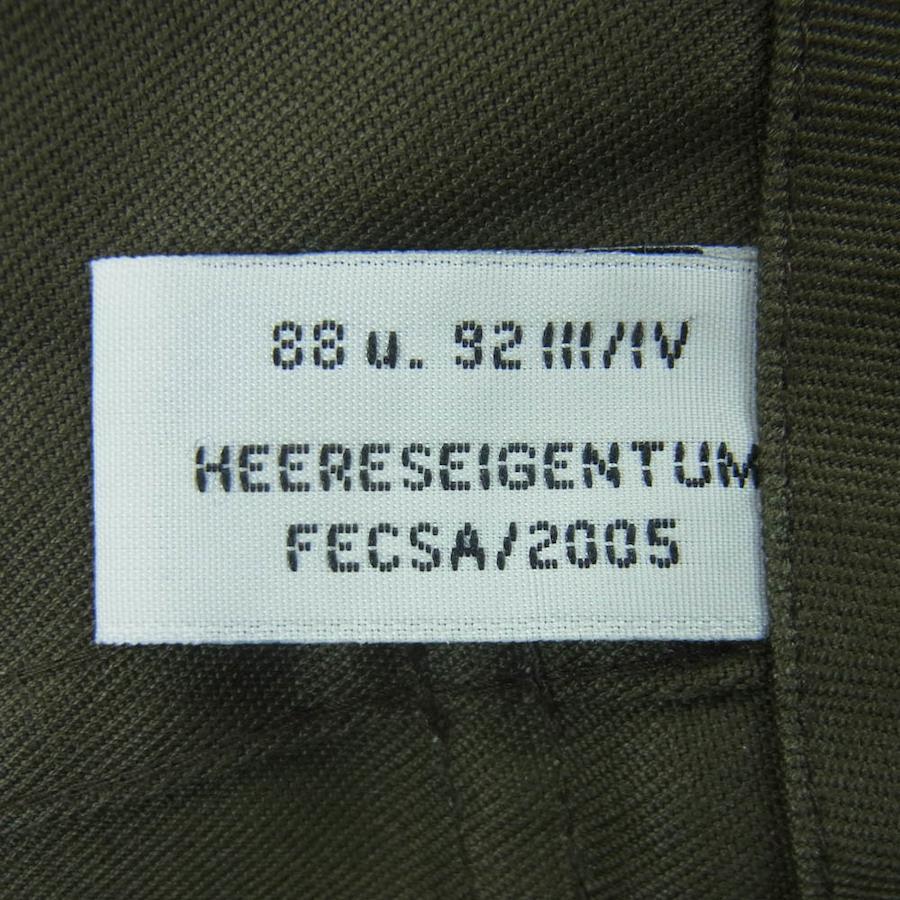 88 u. 92 III/IV
HEERESEIGENTUM
FECSA/2005